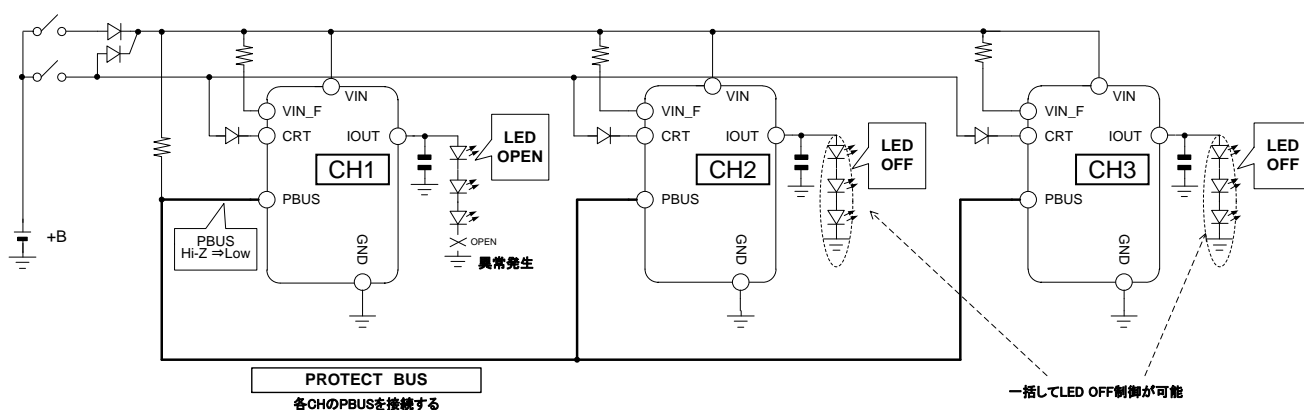 VIN
VIN_F
CRT
IOUT
CH1
PBUS
GND
LED
OPEN
OPEN
異常発生
PBUS
Hi-Z ⇒Low
+B
VIN
VIN_F
CRT
IOUT
CH2
PBUS
GND
LED
OFF
VIN
VIN_F
CRT
IOUT
CH3
PBUS
GND
LED
OFF
PROTECT BUS
各CHのPBUSを接続する
一括してLED OFF制御が可能